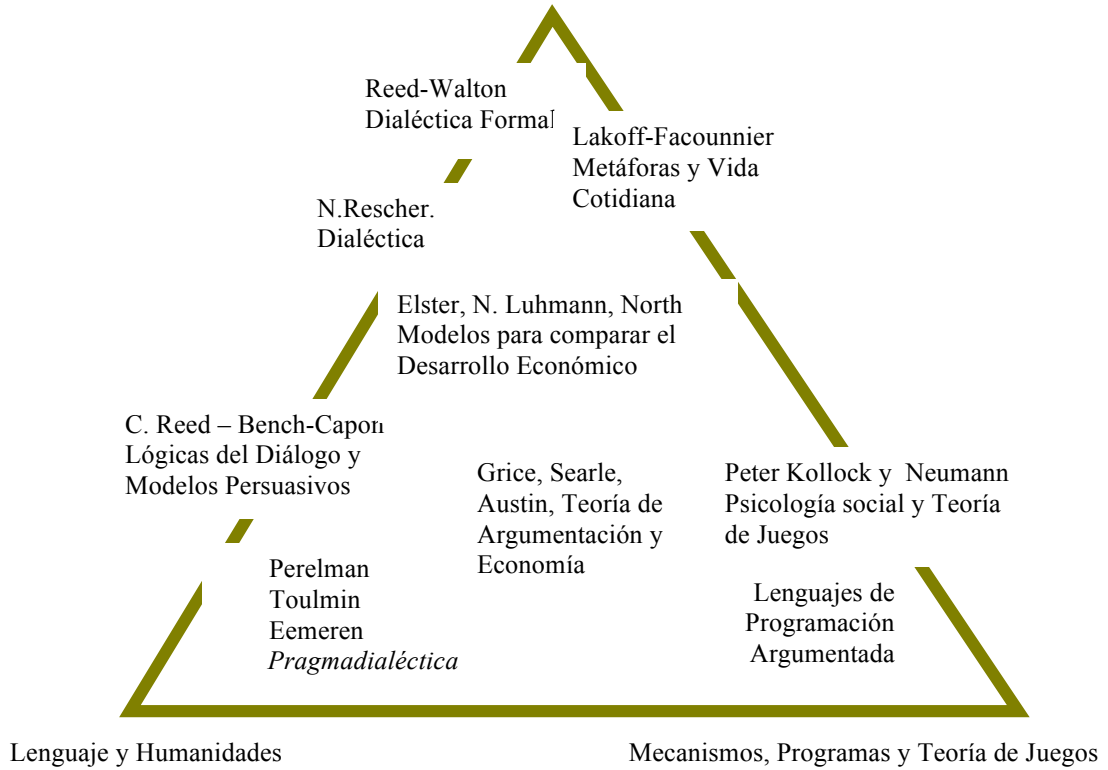 Reed-Walton
Dialéctica Formal
Lakoff-Facounnier
Metáforas y Vida
Cotidiana
N.Rescher.
Dialéctica
Elster, N. Luhmann, North
Modelos para comparar el
Desarrollo Económico
C. Reed – Bench-Capon
Lógicas del Diálogo y
Modelos Persuasivos
Grice, Searle,
Austin, Teoría de
Argumentación y
Economía
Peter Kollock y Neumann
Psicología social y Teoría
de Juegos
Perelman
Toulmin
Eemeren
Pragmadialéctica
Lenguajes de
Programación
Argumentada
Lenguaje y Humanidades
Mecanismos, Programas y Teoría de Juegos